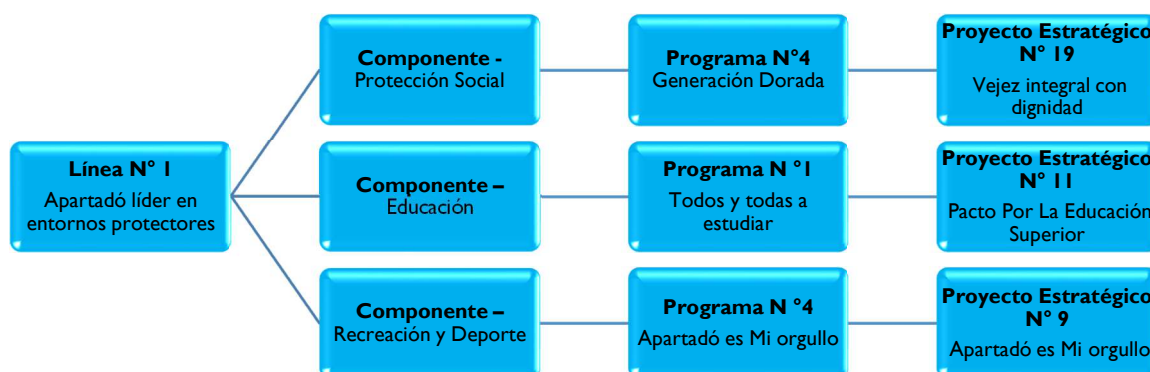 Línea N° 1
Apartadó líder en
entornos protectores
Componente -
Protección Social
Programa N°4
Generación Dorada
Proyecto Estratégico
N° 19
Vejez integral con
dignidad
Componente –
Educación
Programa N°1
Todos y todas a
estudiar
Proyecto Estratégico
N° 11
Pacto Por La Educación
Superior
Componente –
Recreación y Deporte
Programa N °4
Apartadó es Mi orgullo
Proyecto Estratégico
N° 9
Apartadó es Mi orgullo